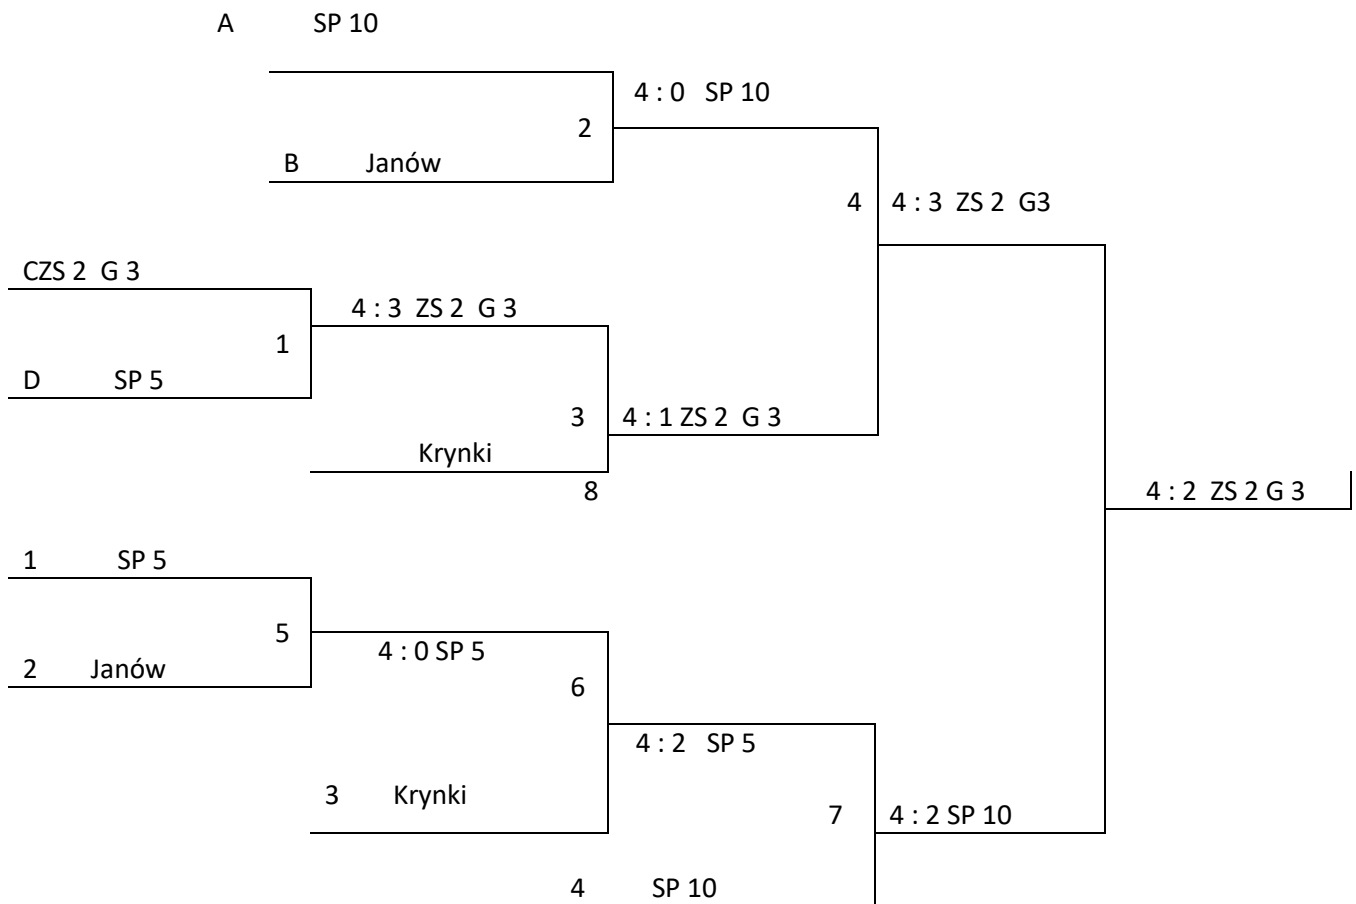 A SP 10
4 : 0 SP 10
2
B Janów
4 4 : 3 ZS 2 G3
CZS 2 G 3
4 : 3 ZS 2 G 3
1
D SP 5
3 4 : 1 ZS 2 G 3
Krynki
8 4 : 2 ZS 2 G 3
1 SP 5
5
4 : 0 SP 5
2 Janów
6
4 : 2 SP 5
3 Krynki
7 4 : 2 SP 10
4 SP 10